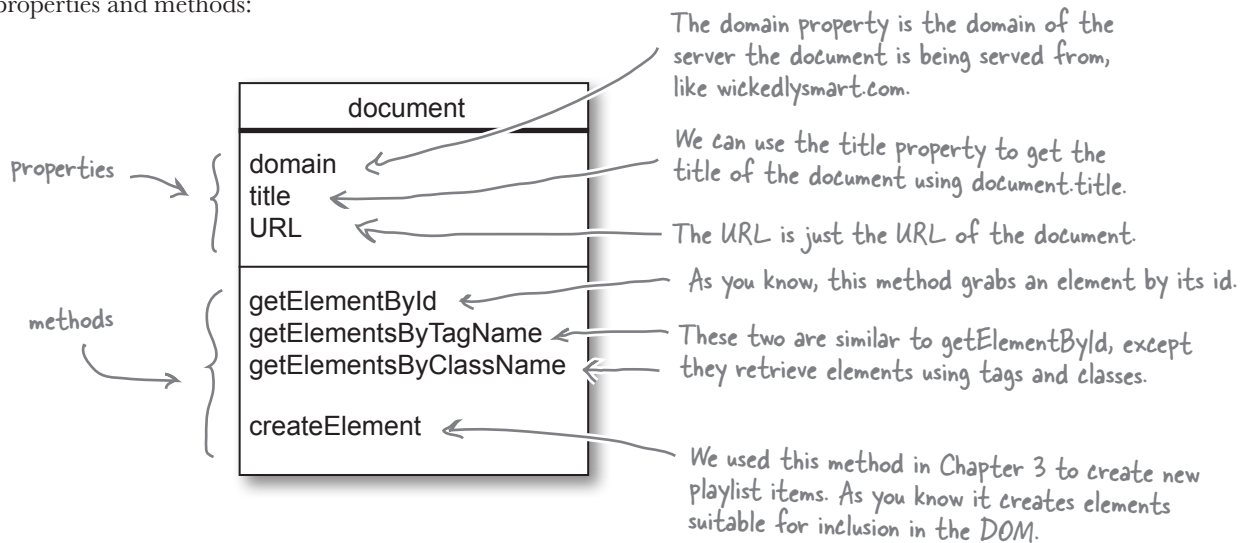 properties and methods:
The domain property is the domain of the
server the document is being served from,
like wickedlysmart.com.
document
We can use the title property to get the
title of the document using document.title.
properties
domain
title
URL
The URL is just the URL of the document.
As you know, this method grabs an element by its id.
methods
getElementById
getElementsByTagName
getElementsByClassName
These two are similar to getElementById, except
they retrieve elements using tags and classes.
createElement
We used this method in Chapter 3 to create new
playlist items. As you know it creates elements
suitable for inclusion in the DOM.